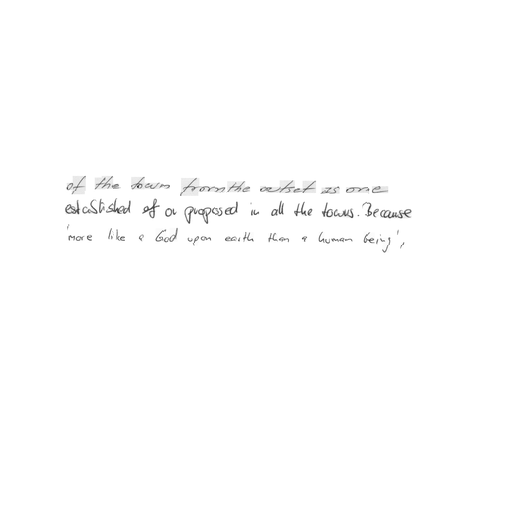 of the town from the outset as one
established of or proposed in all the towns. Because
'more like a God upon earth than a human being',